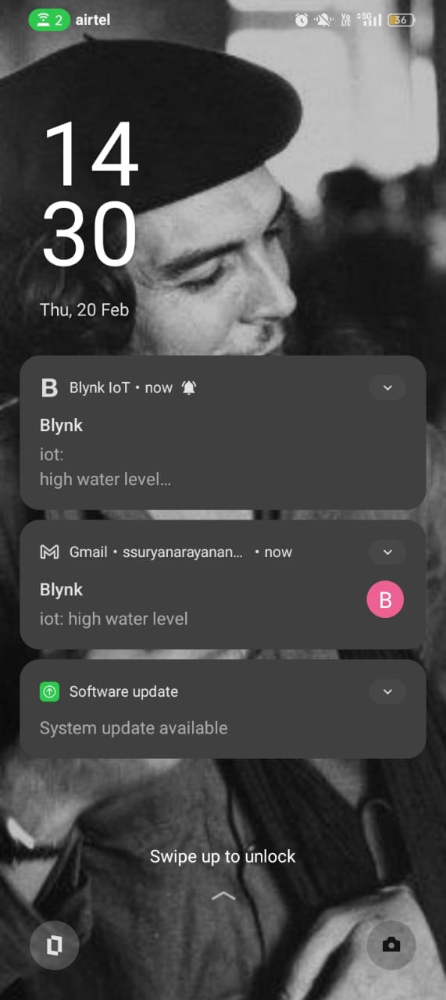 2 airtel Vo LTE 5G 36
14
30
Thu, 20 Feb
B Blynk IoT • now
Blynk
iot:
high water level...
Gmail • ssuryanarayanan... • now
Blynk
B
iot: high water level
Software update
System update available
Swipe up to unlock